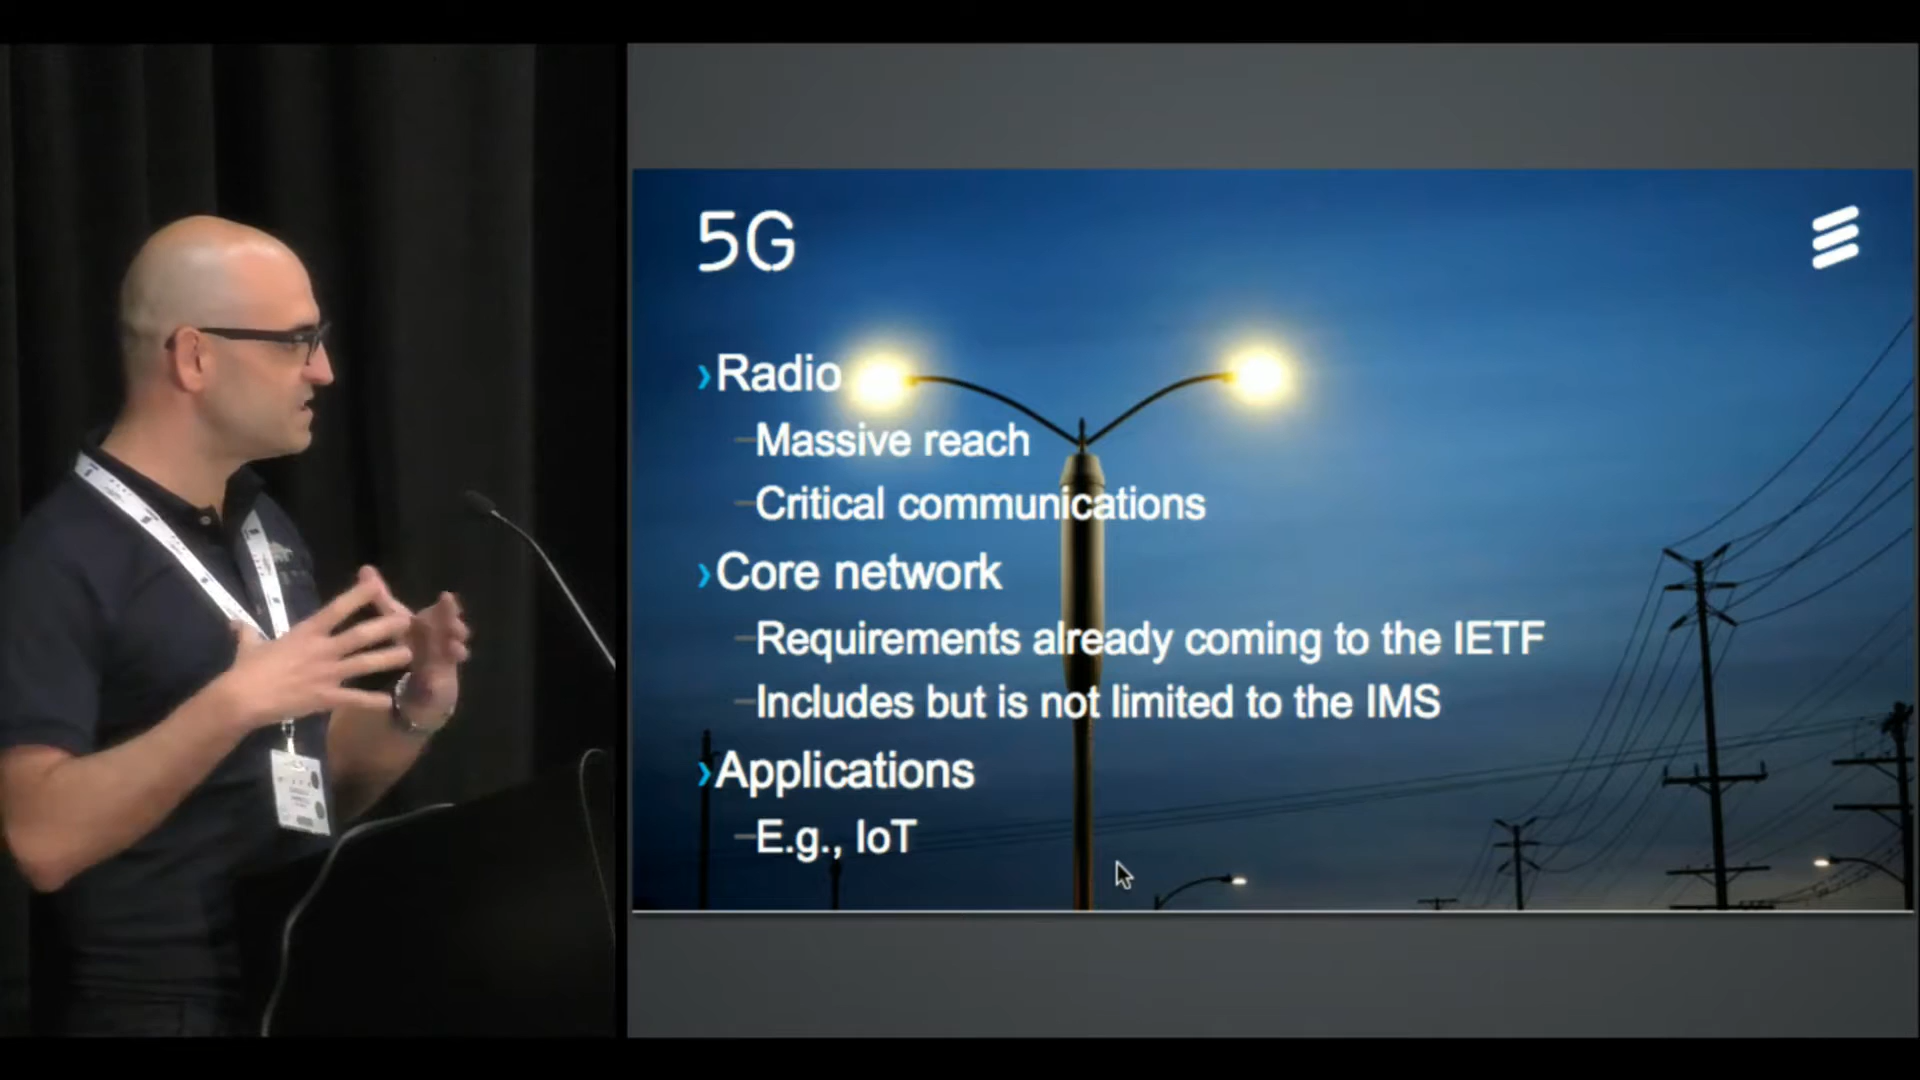 5G
›Radio
–Massive reach
–Critical communications
›Core network
–Requirements already coming to the IETF
–Includes but is not limited to the IMS
›Applications
–E.g., IoT